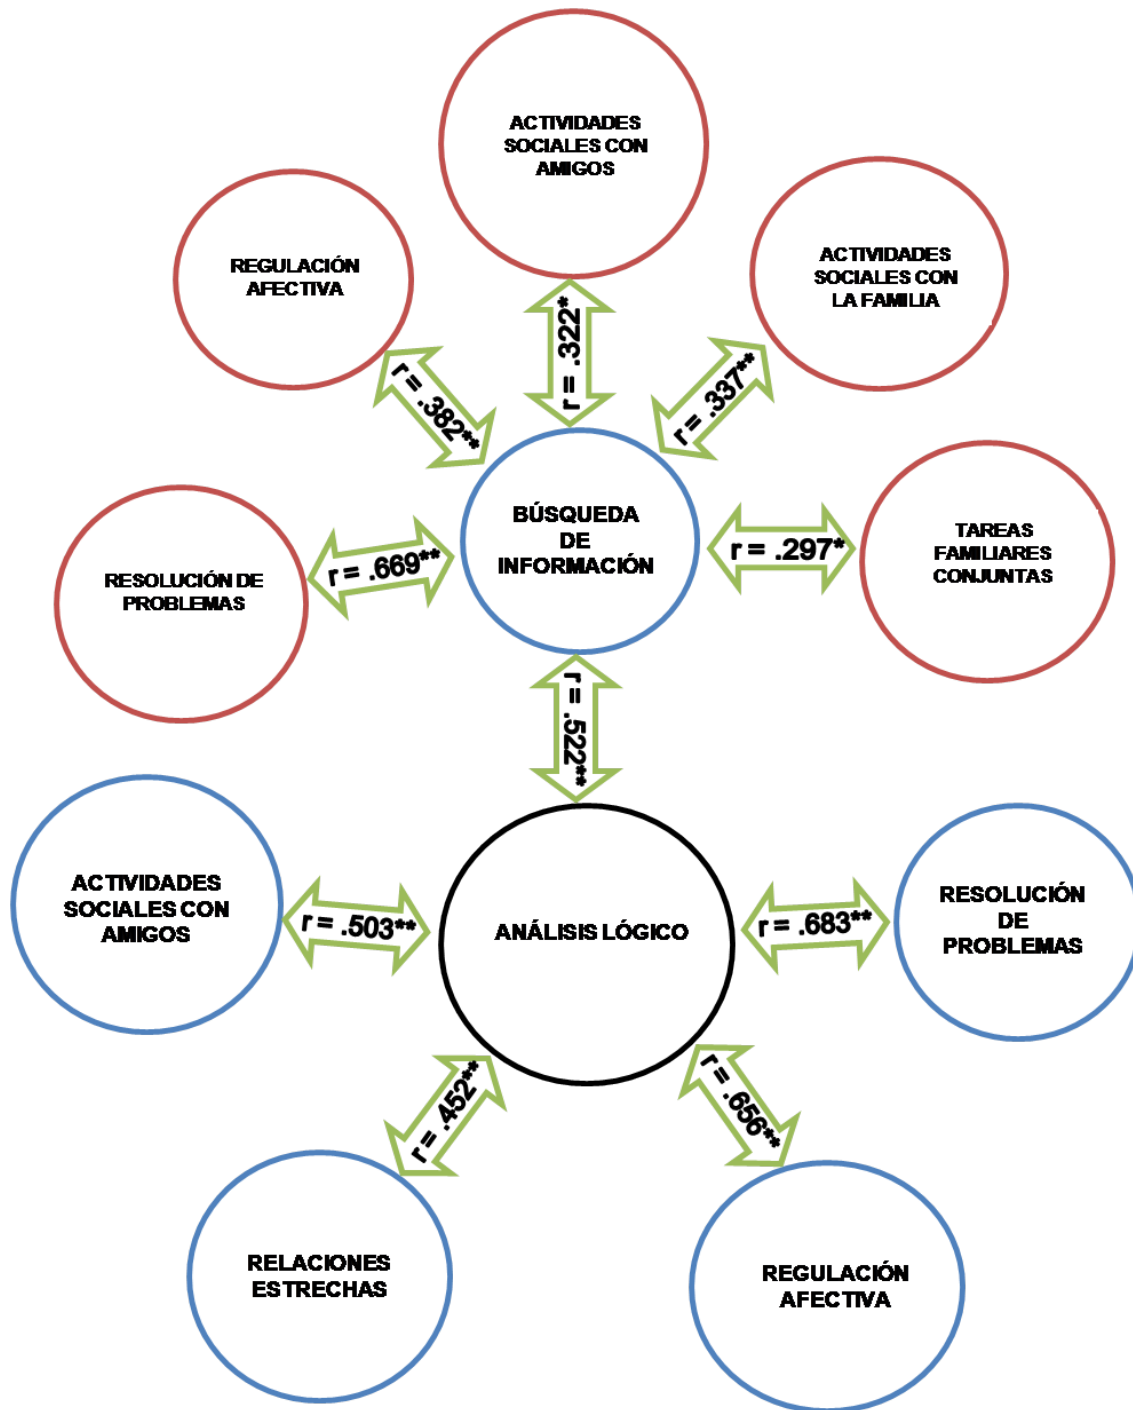 ACTIVIDADES
SOCIALES CON
AMIGOS
REGULACIÓN
AFECTIVA
ACTIVIDADES
SOCIALES CON
LA FAMILIA
r = .382**
r = .322*
r = .337**
RESOLUCIÓN DE
PROBLEMAS
r = .669**
BÚSQUEDA
DE
INFORMACIÓN
r = .297*
TAREAS
FAMILIARES
CONJUNTAS
r = .522**
ACTIVIDADES
SOCIALES CON
AMIGOS
r = .503**
ANÁLISIS LÓGICO
r = .683**
RESOLUCIÓN
DE
PROBLEMAS
r = .452**
r = .656**
RELACIONES
ESTRECHAS
REGULACIÓN
AFECTIVA